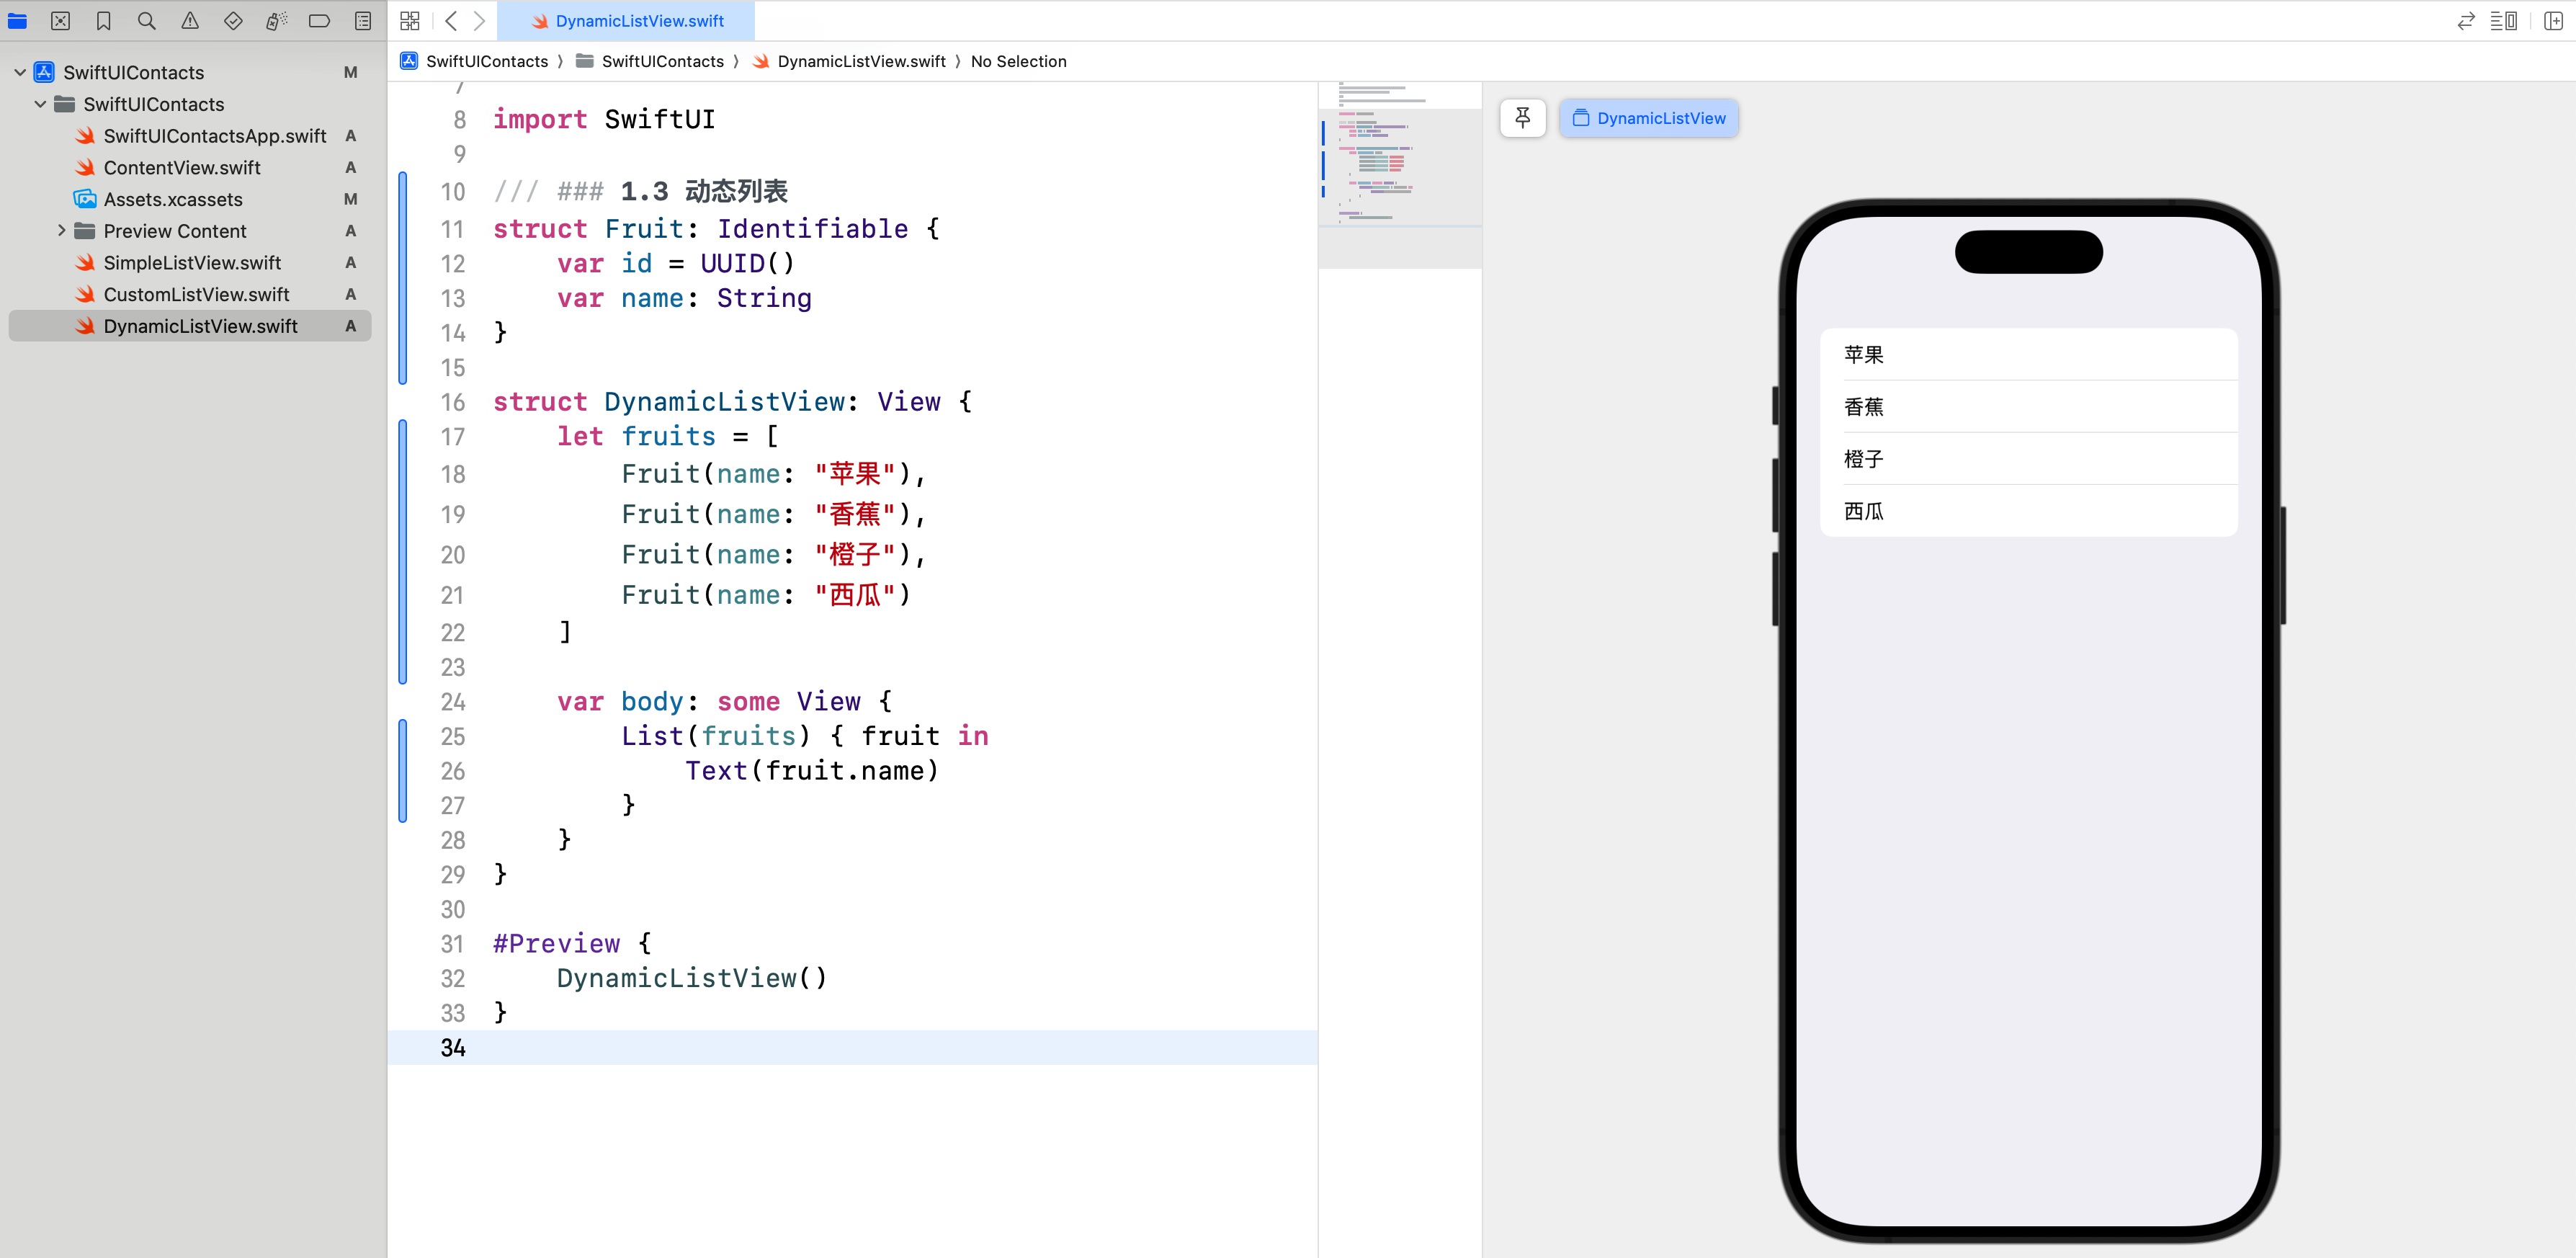 DynamicListView.swift
SwiftUIContacts 〉 SwiftUIContacts 〉 DynamicListView.swift 〉 No Selection
SwiftUIContacts M
SwiftUIContacts
SwiftUIContactsApp.swift A
ContentView.swift A
Assets.xcassets M
Preview Content A
SimpleListView.swift A
CustomListView.swift A
DynamicListView.swift A
8 import SwiftUI
9
10 /// ### 1.3 动态列表
11 struct Fruit: Identifiable {
12     var id = UUID()
13     var name: String
14 }
15
16 struct DynamicListView: View {
17     let fruits = [
18         Fruit(name: "苹果"),
19         Fruit(name: "香蕉"),
20         Fruit(name: "橙子"),
21         Fruit(name: "西瓜")
22     ]
23
24     var body: some View {
25         List(fruits) { fruit in
26             Text(fruit.name)
27         }
28     }
29 }
30
31 #Preview {
32     DynamicListView()
33 }
34
DynamicListView
苹果
香蕉
橙子
西瓜